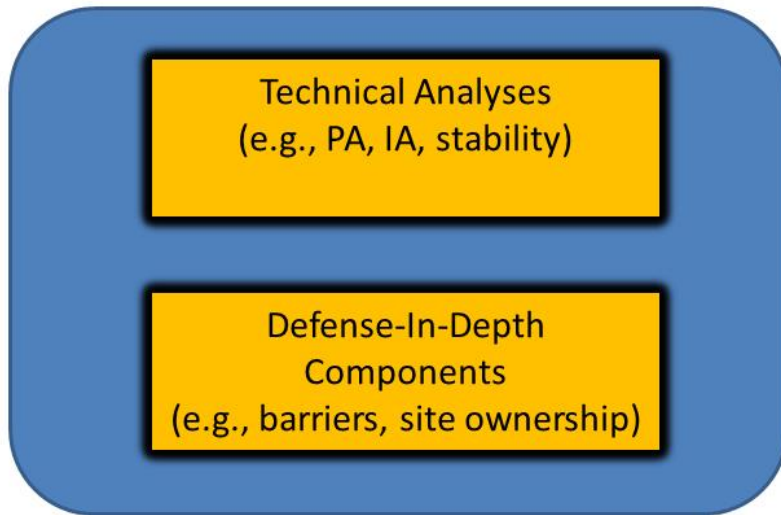 Technical Analyses
(e.g., PA, IA, stability)
Defense-In-Depth
Components
(e.g., barriers, site ownership)